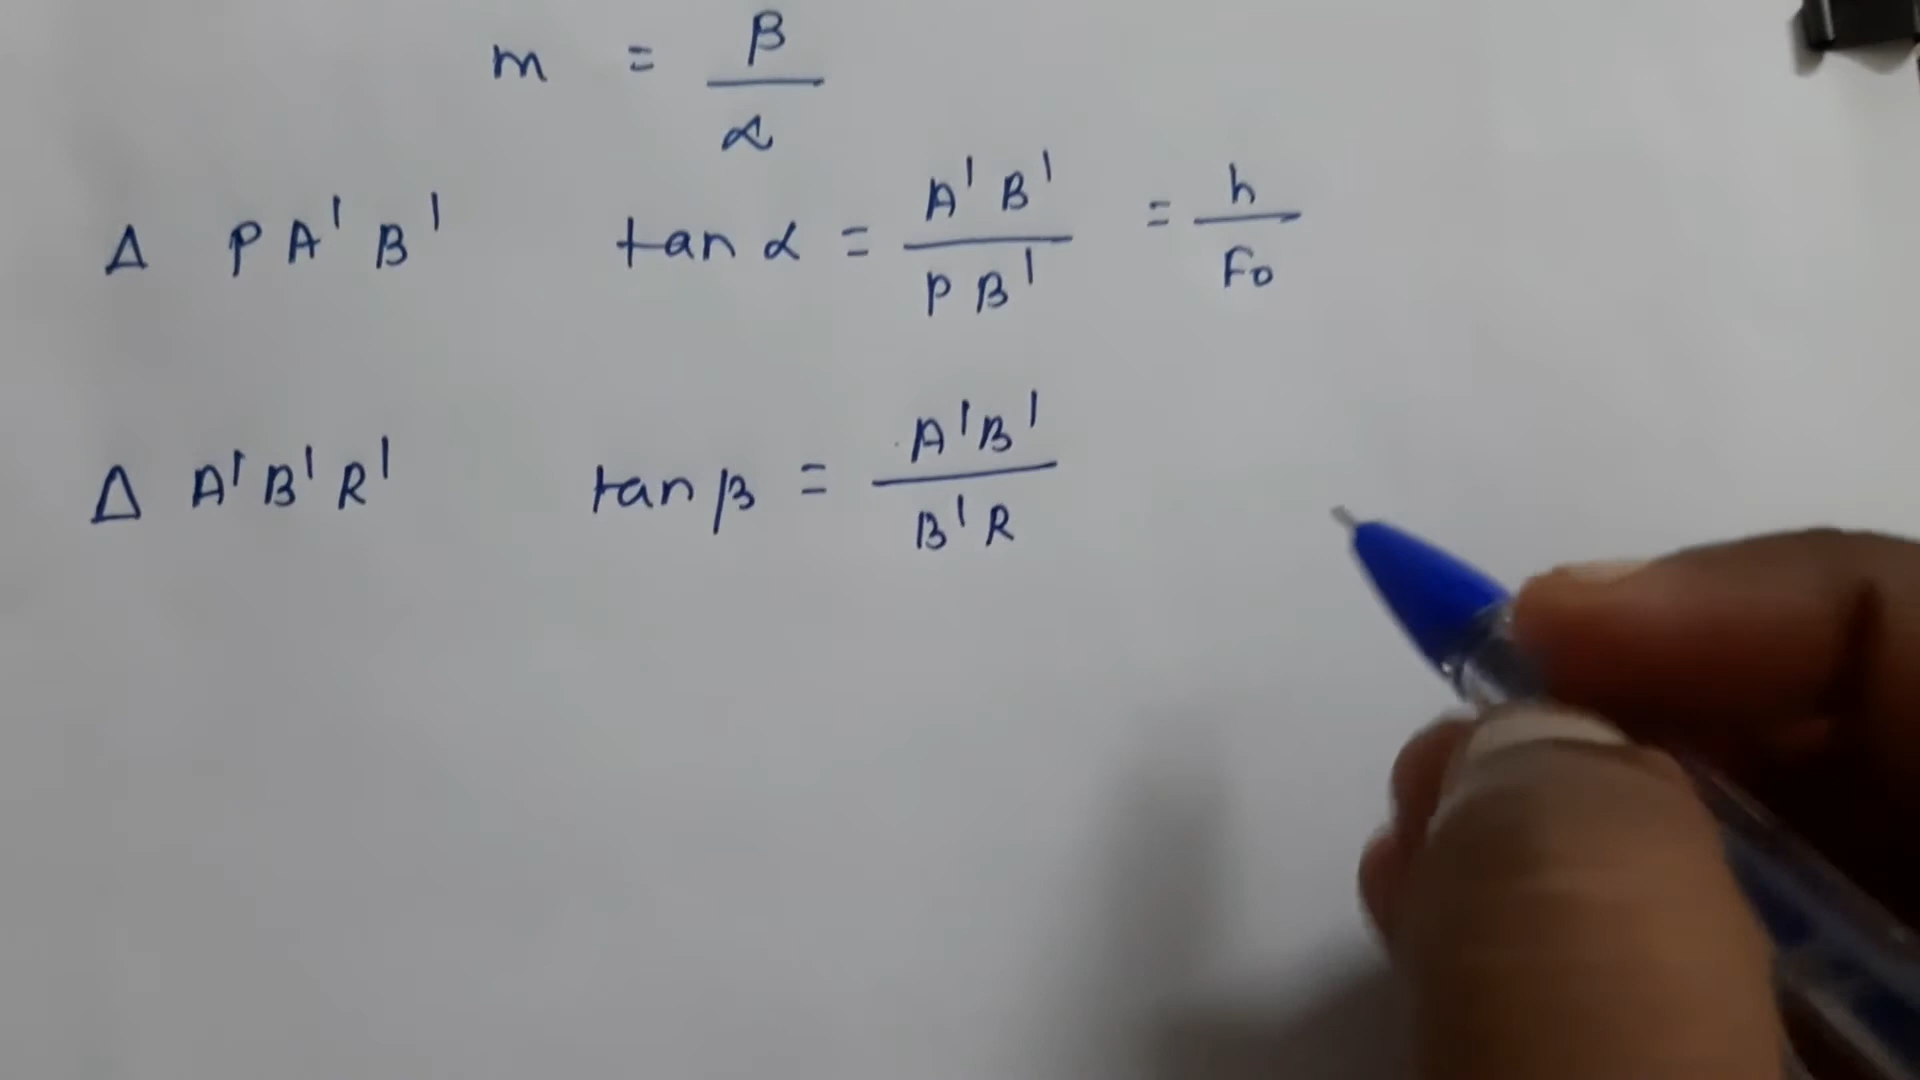 m = β/α
Δ PA'B' tan α = A'B'/PB' = h/Fo
Δ A'B'R' tan β = A'B'/B'R